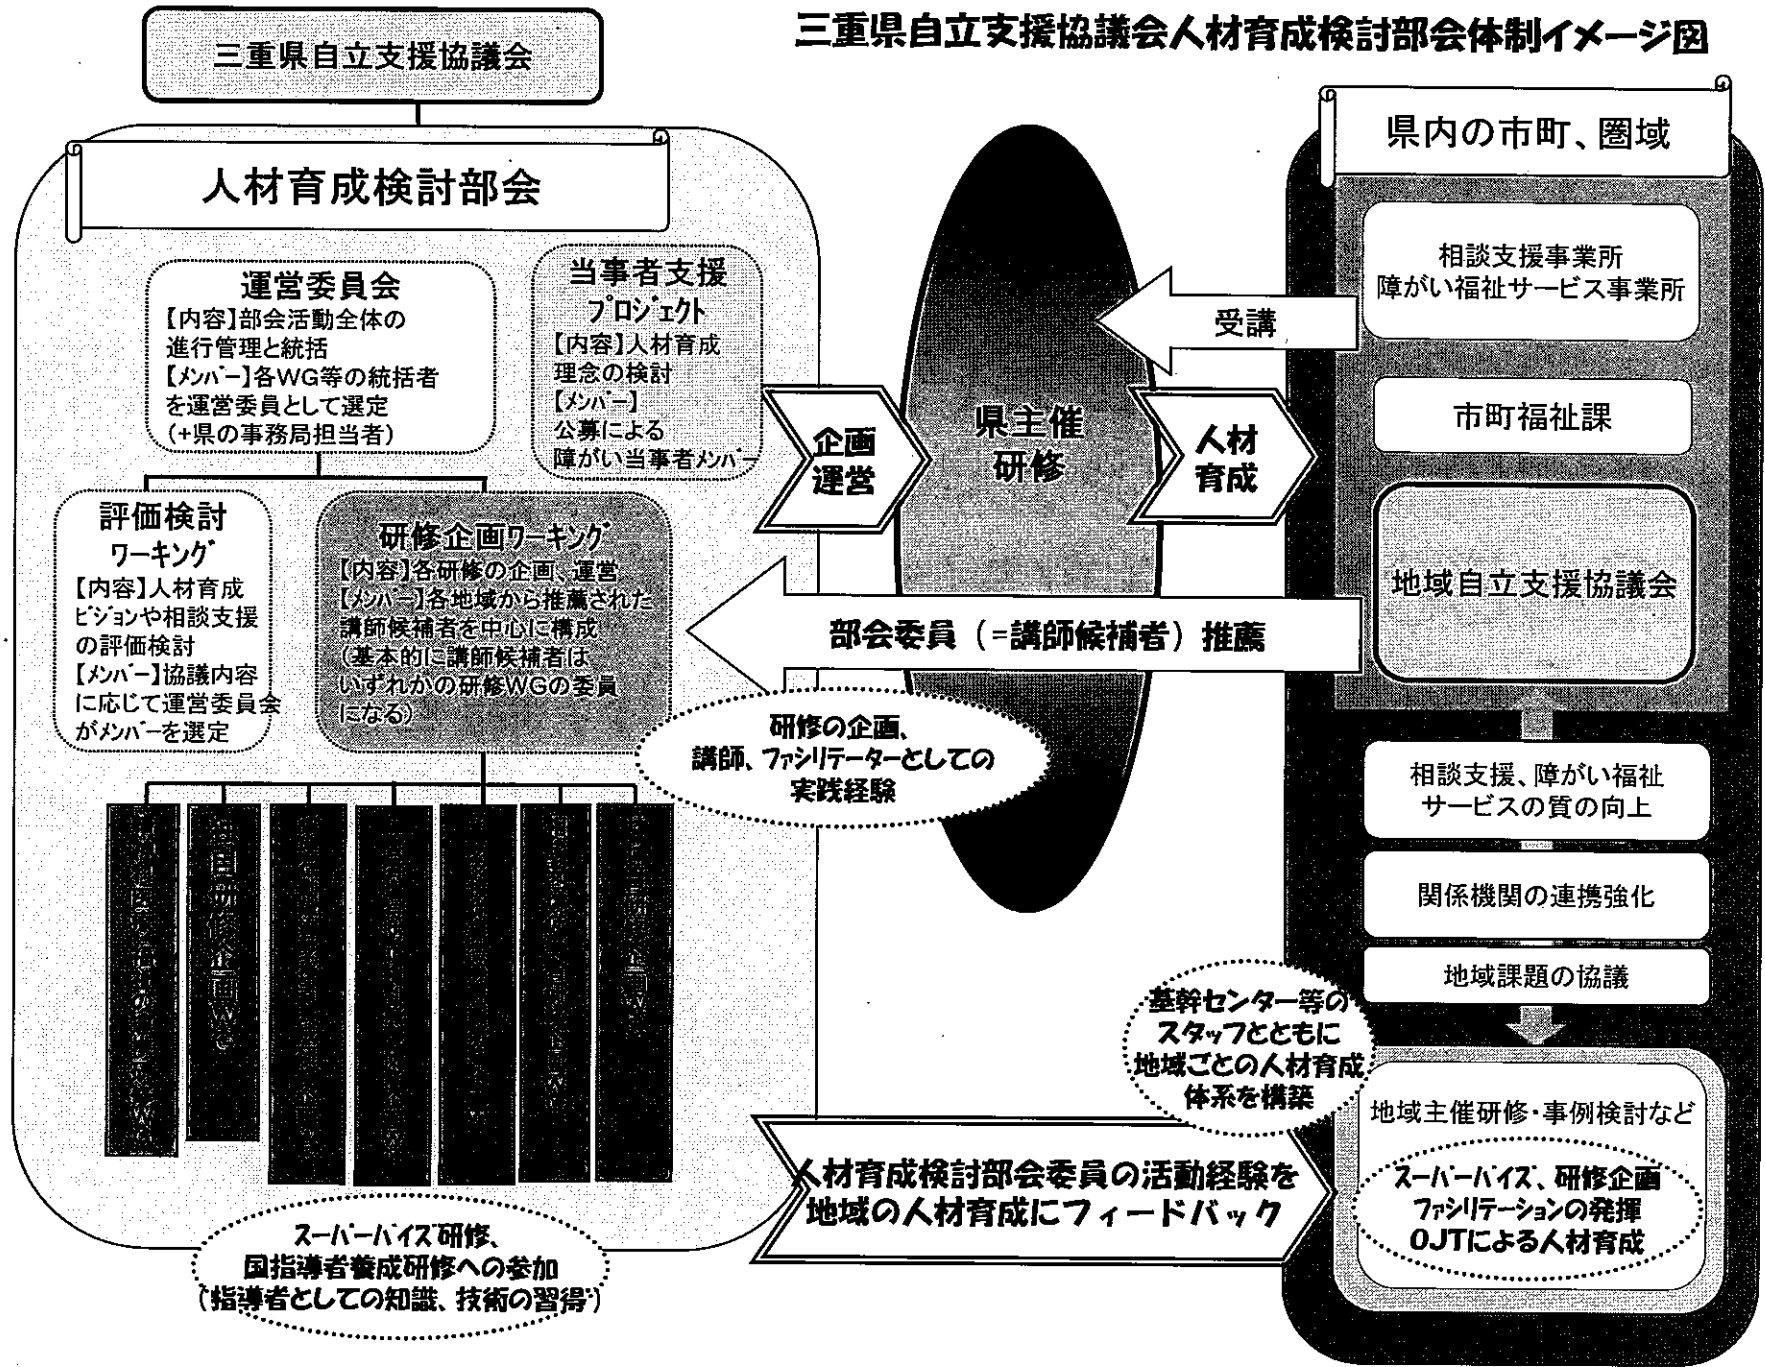 三重県自立支援協議会人材育成検討部会体制イメージ図
三重県自立支援協議会
人材育成検討部会
運営委員会
【内容】部会活動全体の
進行管理と統括
【メンバー】各WG等の統括者
を運営委員として選定
(+県の事務局担当者)
当事者支援
プロジェクト
【内容】人材育成
理念の検討
【メンバー】
公募による
障がい当事者メンバー
評価検討
ワーキング
【内容】人材育成
ビジョンや相談支援
の評価検討
【メンバー】協議内容
に応じて運営委員会
がメンバーを選定
研修企画ワーキング
【内容】各研修の企画、運営
【メンバー】各地域から推薦された
講師候補者を中心に構成
(基本的に講師候補者は
いずれかの研修WGの委員
になる)
研修企画WG
スーパーバイズ研修、
国指導者養成研修への参加
(指導者としての知識、技術の習得)
企画
運営
県主催
研修
人材
育成
受講
部会委員(=講師候補者)推薦
研修の企画、
講師、ファシリテーターとしての
実践経験
県内の市町、圏域
相談支援事業所
障がい福祉サービス事業所
市町福祉課
地域自立支援協議会
相談支援、障がい福祉
サービスの質の向上
関係機関の連携強化
地域課題の協議
基幹センター等の
スタッフとともに
地域ごとの人材育成
体系を構築
人材育成検討部会委員の活動経験を
地域の人材育成にフィードバック
地域主催研修・事例検討など
スーパーバイズ、研修企画
ファシリテーションの発揮
OJTによる人材育成